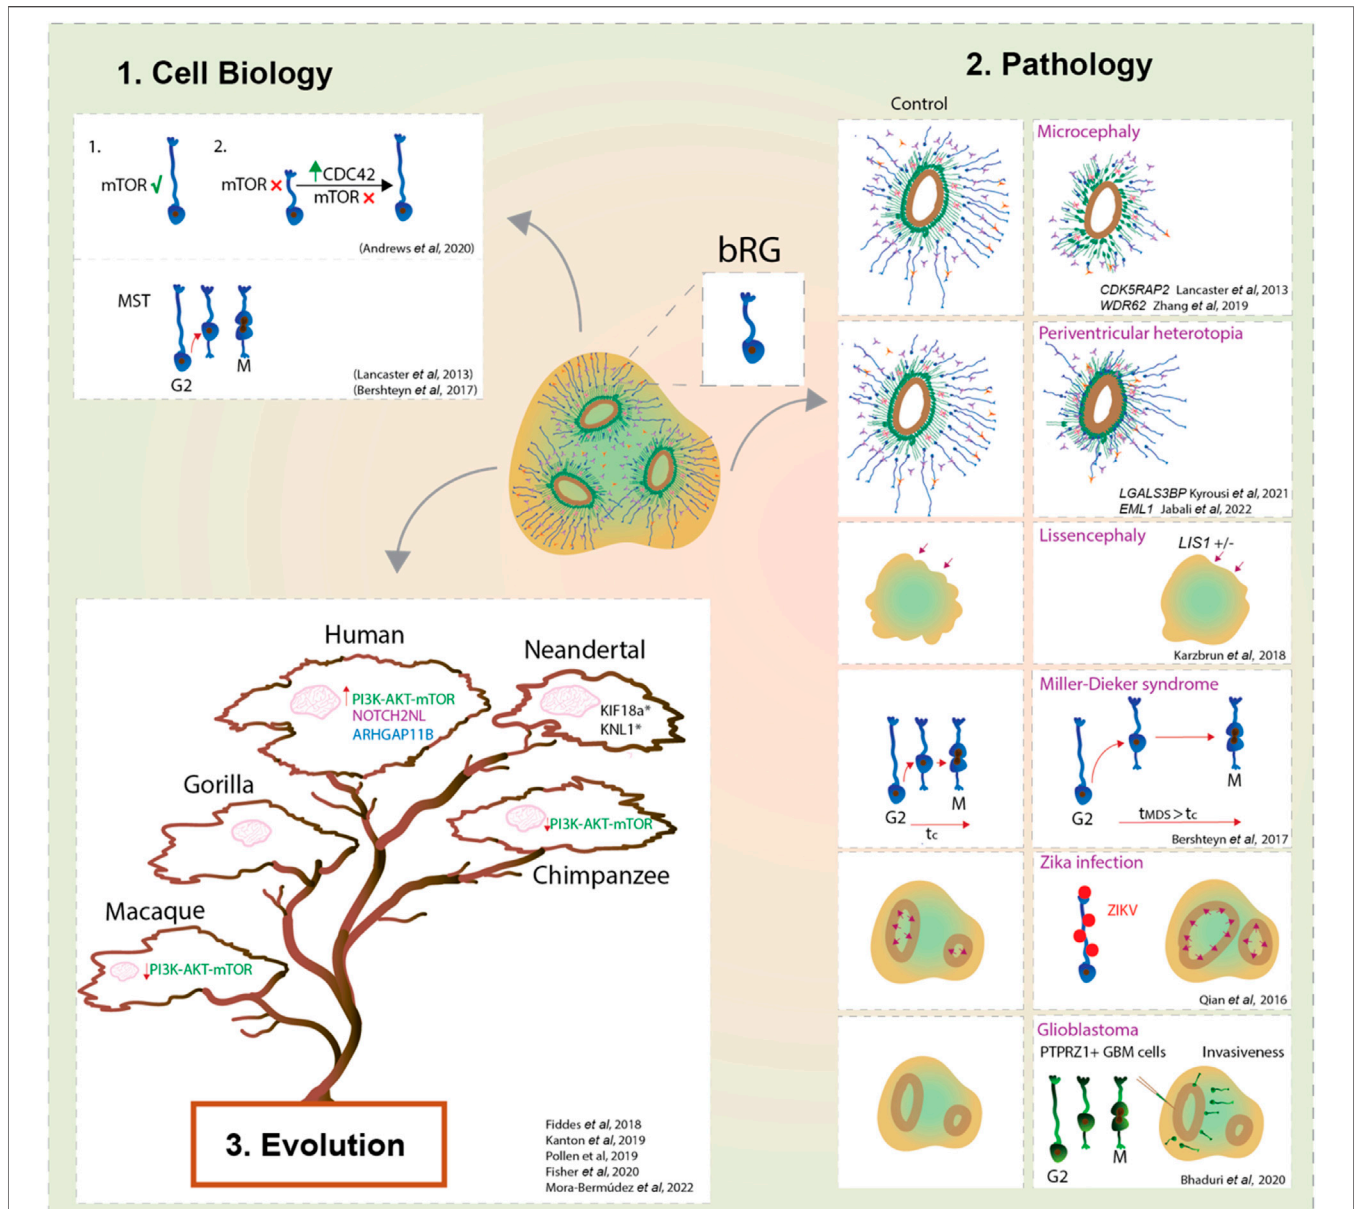 1. Cell Biology
1.
2.
mTOR √
mTOR ×
CDC42
mTOR ×
(Andrews et al, 2020)
MST
G2
M
(Lancaster et al, 2013)
(Bershteyn et al, 2017)
bRG
2. Pathology
Control
Microcephaly
CDK5RAP2 Lancaster et al, 2013
WDR62 Zhang et al, 2019
Periventricular heterotopia
LGALS3BP Kyrousi et al, 2021
EML1 Jabali et al, 2022
Lissencephaly
LIS1 +/-
Karzbrun et al, 2018
Miller-Dieker syndrome
G2
M
tc
G2
M
tMDS > tc
Bershteyn et al, 2017
Zika infection
ZIKV
Qian et al, 2016
Glioblastoma
PTPRZ1+ GBM cells
Invasiveness
G2
M
Bhaduri et al, 2020
Human
PI3K-AKT-mTOR
NOTCH2NL
ARHGAP11B
Neandertal
KIF18a*
KNL1*
Gorilla
PI3K-AKT-mTOR
Chimpanzee
Macaque
PI3K-AKT-mTOR
3. Evolution
Fiddes et al, 2018
Kanton et al, 2019
Pollen et al, 2019
Fisher et al, 2020
Mora-Bermúdez et al, 2022